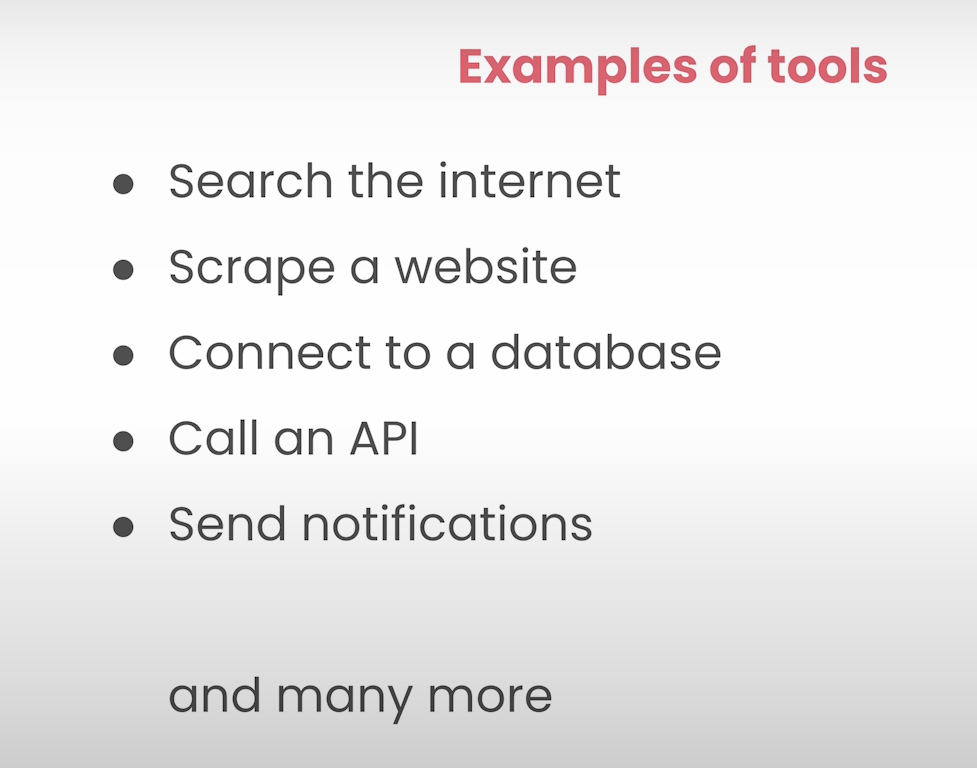 Examples of tools
● Search the internet
● Scrape a website
● Connect to a database
● Call an API
● Send notifications
and many more